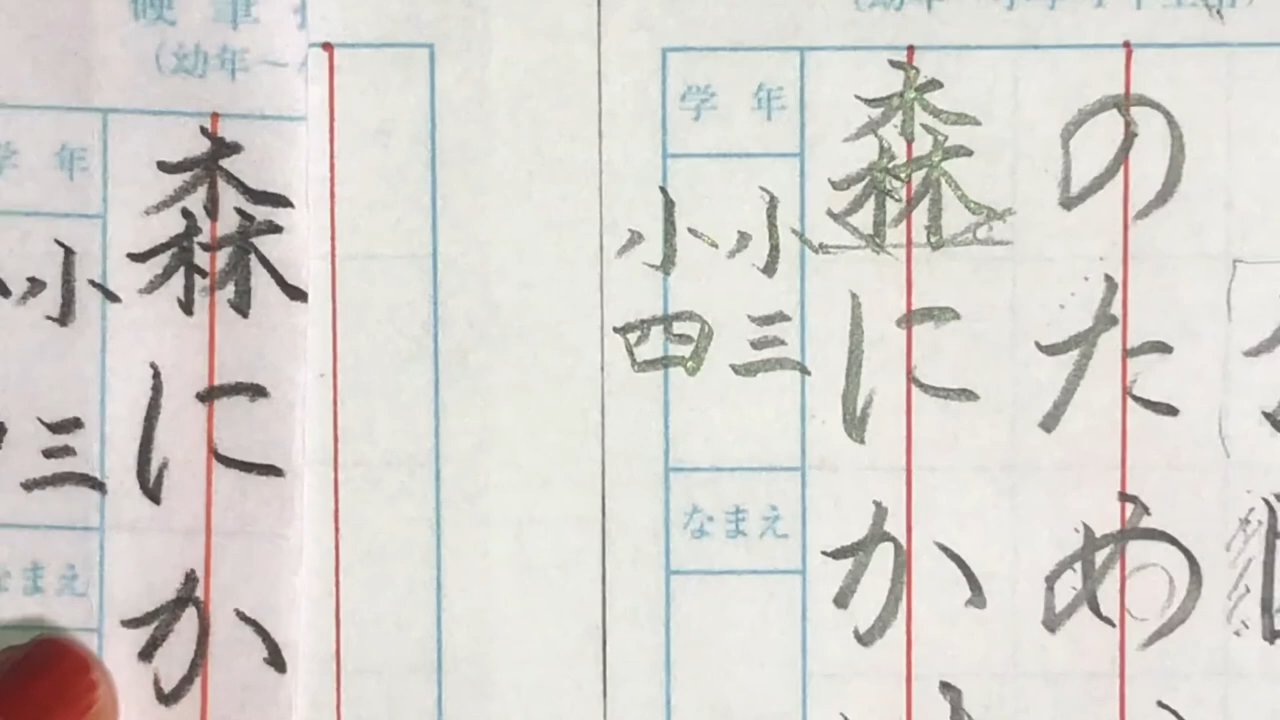 硬筆
(幼年～
のため
森にか
学年
小三
小四
なまえ
森にか
学年
小
三
なまえ